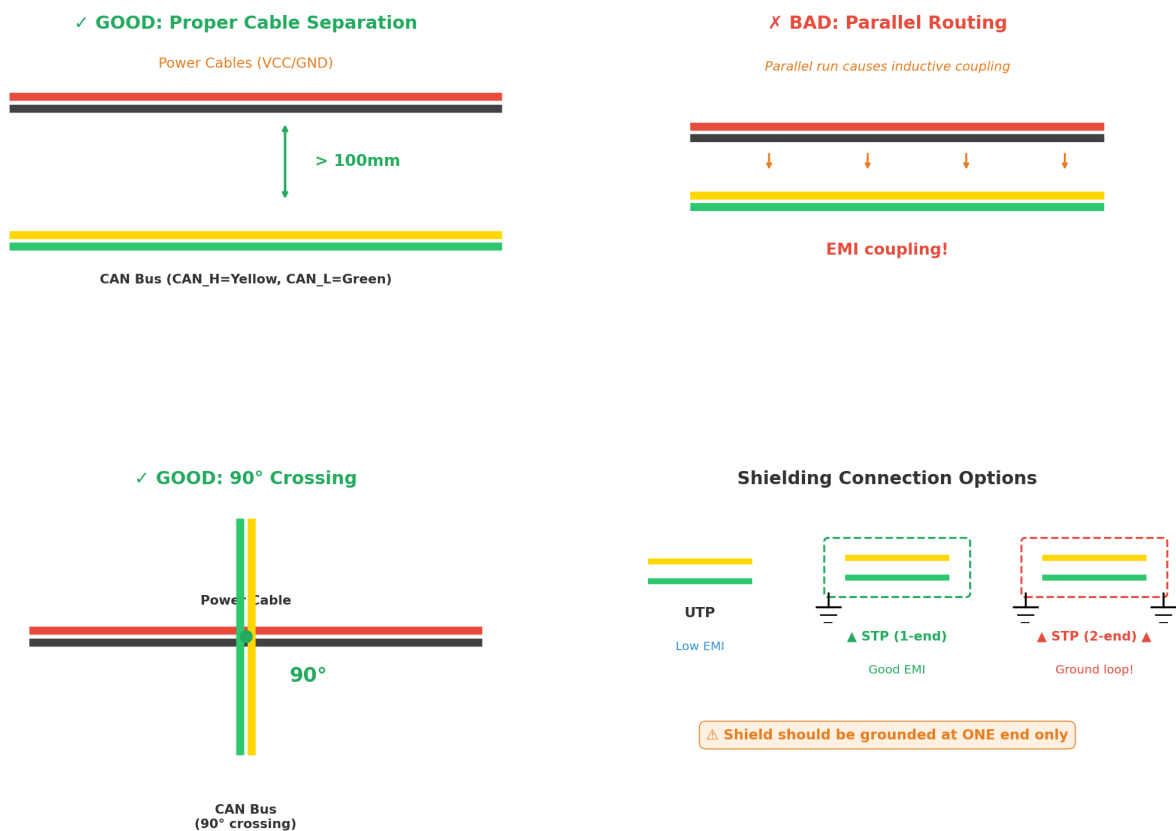 ✓ GOOD: Proper Cable Separation
Power Cables (VCC/GND)
> 100mm
CAN Bus (CAN_H=Yellow, CAN_L=Green)
✗ BAD: Parallel Routing
Parallel run causes inductive coupling
EMI coupling!
✓ GOOD: 90° Crossing
Power Cable
90°
CAN Bus
(90° crossing)
Shielding Connection Options
UTP
Low EMI
▲ STP (1-end)
Good EMI
▲ STP (2-end) ▲
Ground loop!
⚠ Shield should be grounded at ONE end only